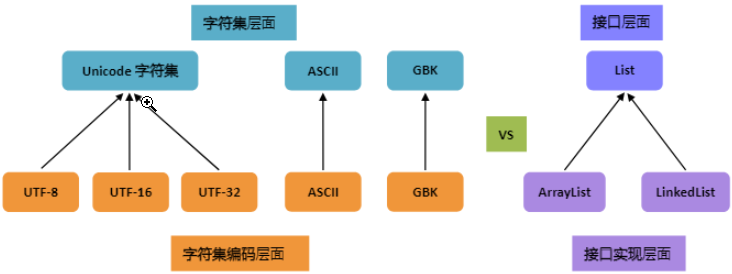 字符集层面
接口层面
Unicode 字符集
ASCII
GBK
List
VS
UTF-8
UTF-16
UTF-32
ASCII
GBK
ArrayList
LinkedList
字符集编码层面
接口实现层面